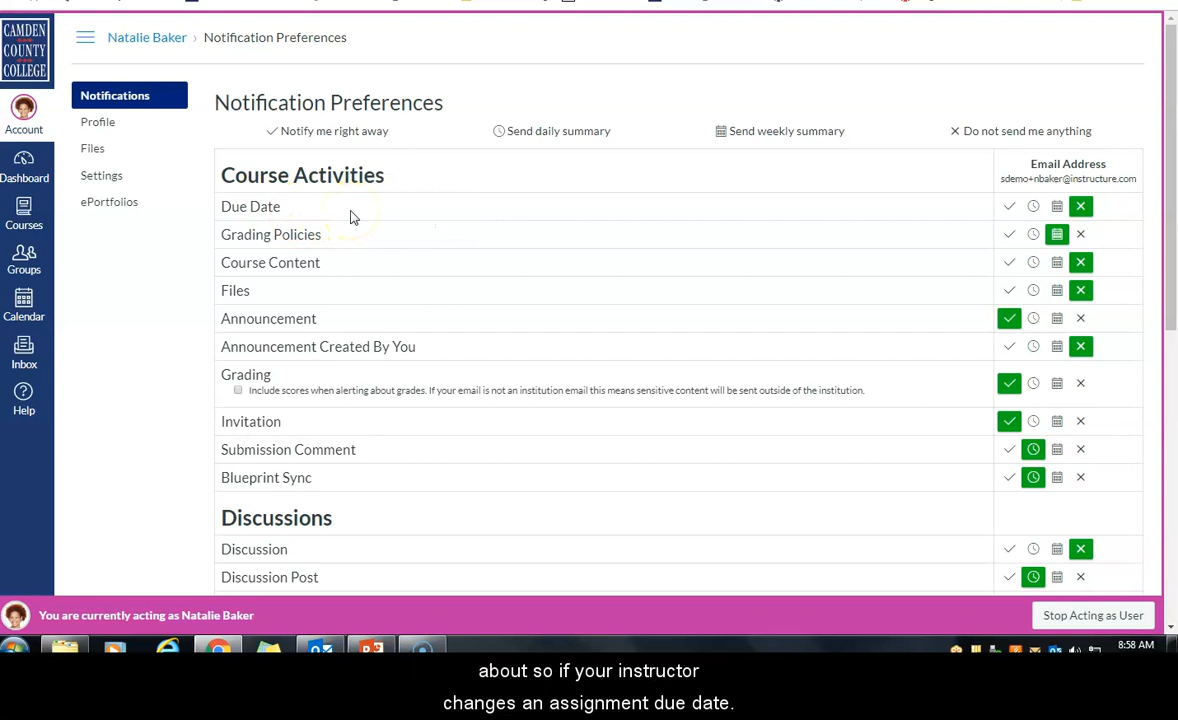 CAMDEN
COUNTY
COLLEGE
Natalie Baker › Notification Preferences
Account
Dashboard
Courses
Groups
Calendar
Inbox
Help
Notifications
Profile
Files
Settings
ePortfolios
Notification Preferences
Notify me right away Send daily summary Send weekly summary Do not send me anything
Course Activities
Email Address
sdemo+nbaker@instructure.com
Due Date
Grading Policies
Course Content
Files
Announcement
Announcement Created By You
Grading
Include scores when alerting about grades. If your email is not an institution email this means sensitive content will be sent outside of the institution.
Invitation
Submission Comment
Blueprint Sync
Discussions
Discussion
Discussion Post
You are currently acting as Natalie Baker
Stop Acting as User
8:58 AM
about so if your instructor
changes an assignment due date.